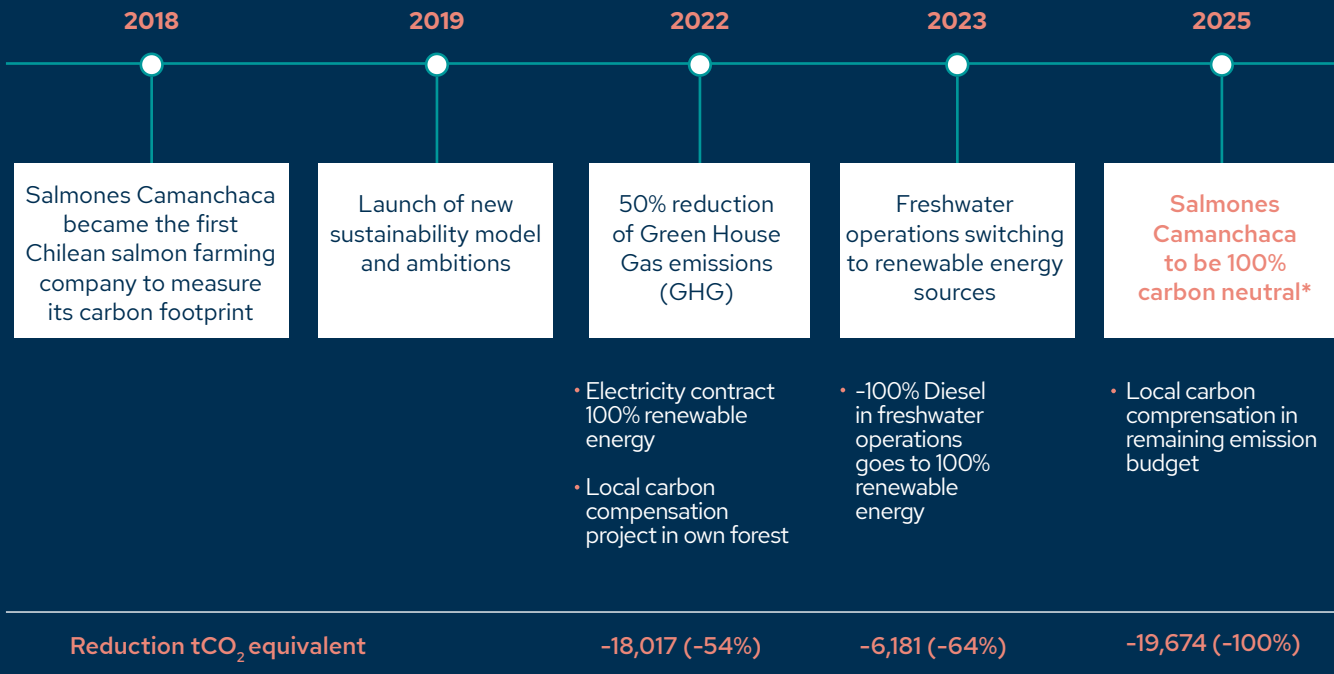 2018
2019
2022
2023
2025
Salmones Camanchaca
became the first
Chilean salmon farming
company to measure
its carbon footprint
Launch of new
sustainability model
and ambitions
50% reduction
of Green House
Gas emissions
(GHG)
Freshwater
operations switching
to renewable energy
sources
Salmones
Camanchaca
to be 100%
carbon neutral*
• Electricity contract
100% renewable
energy
• Local carbon
compensation
project in own forest
• -100% Diesel
in freshwater
operations
goes to 100%
renewable
energy
• Local carbon
comprensation in
remaining emission
budget
Reduction tCO₂ equivalent
-18,017 (-54%)
-6,181 (-64%)
-19,674 (-100%)